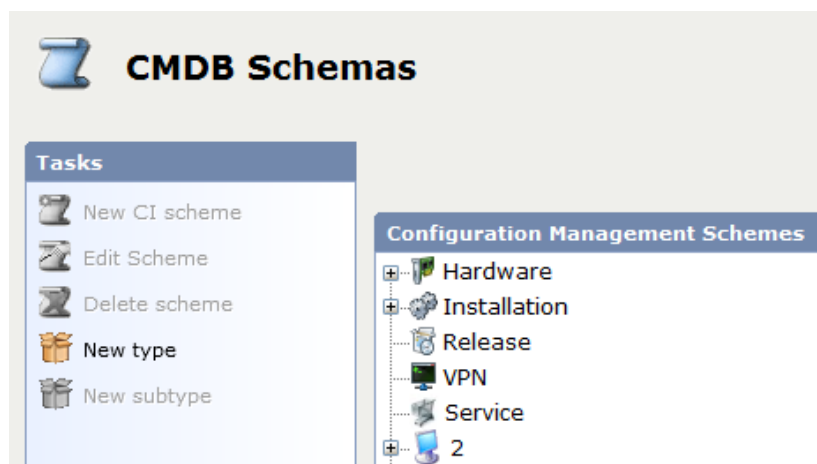 CMDB Schemas
Tasks
New CI scheme
Edit Scheme
Delete scheme
New type
New subtype
Configuration Management Schemes
Hardware
Installation
Release
VPN
Service
2